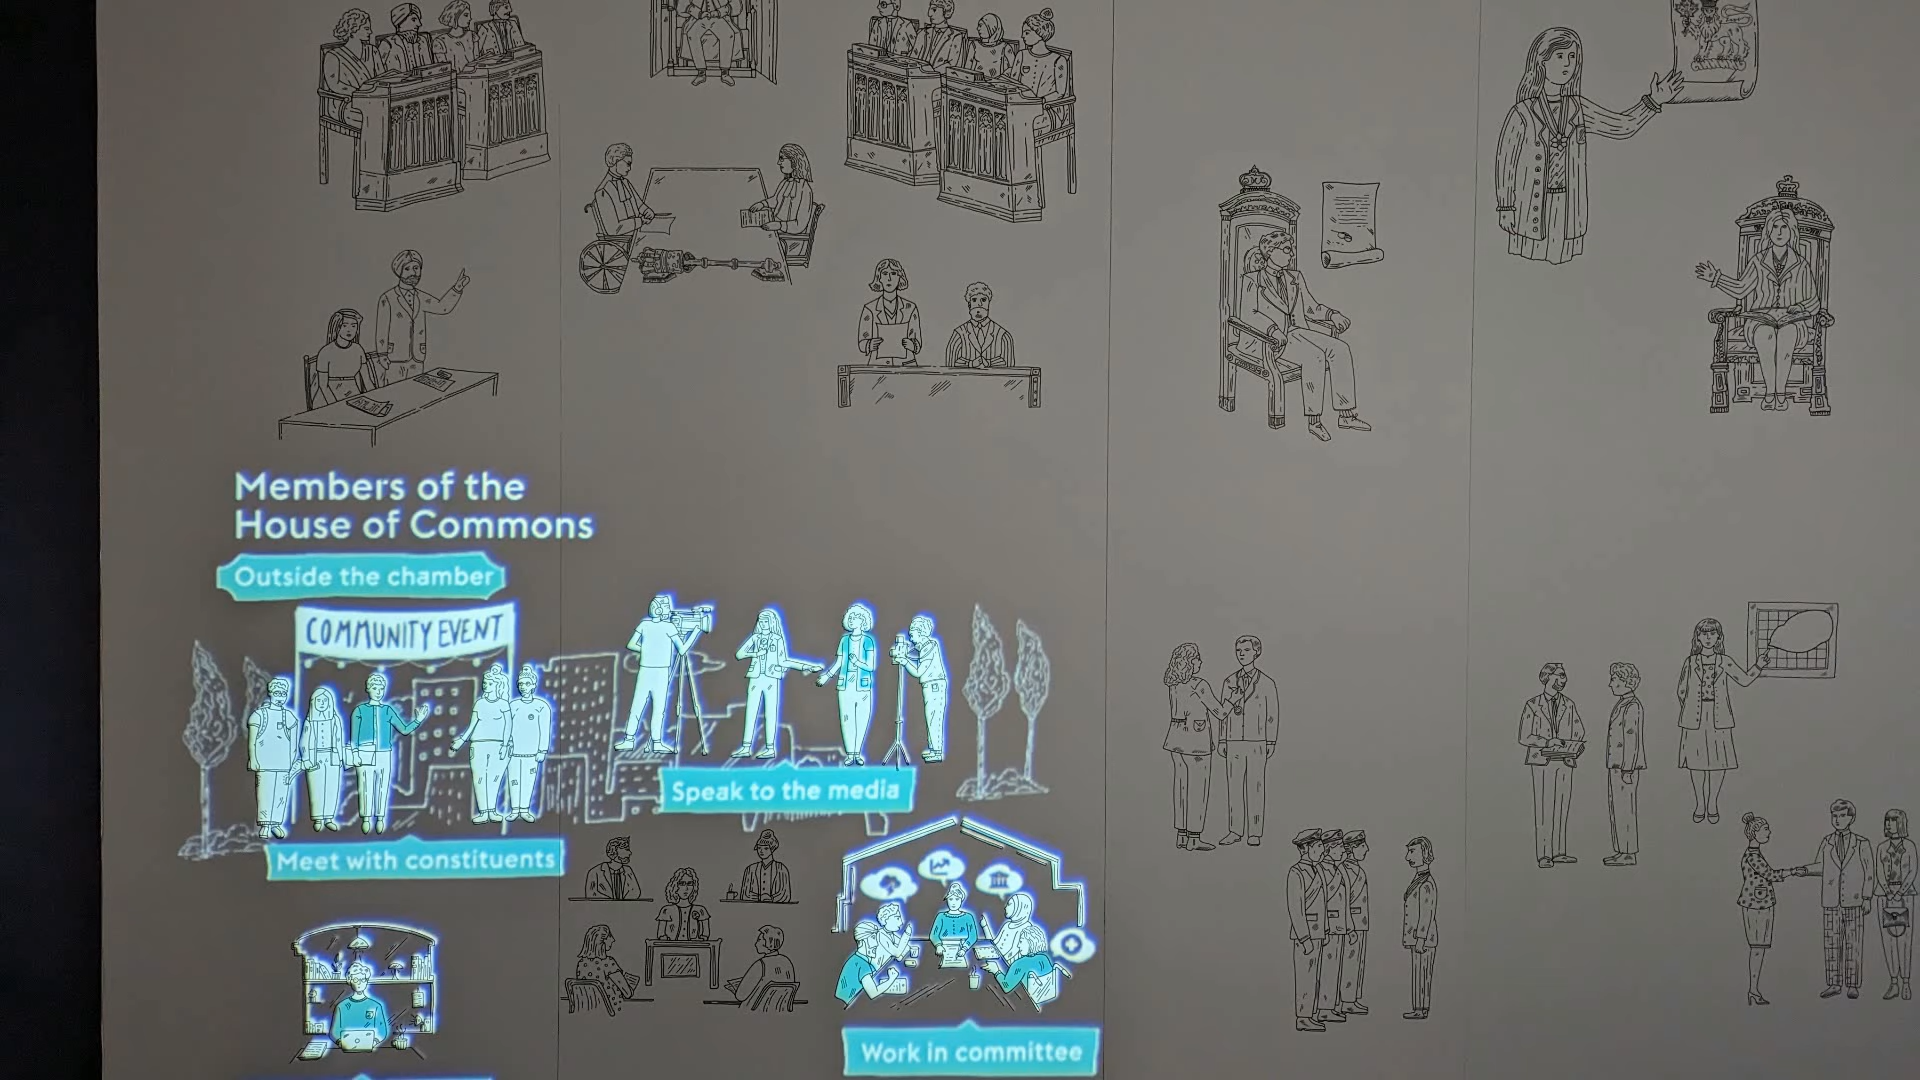 Members of the
House of Commons
Outside the chamber
COMMUNITY EVENT
Speak to the media
Meet with constituents
Work in committee